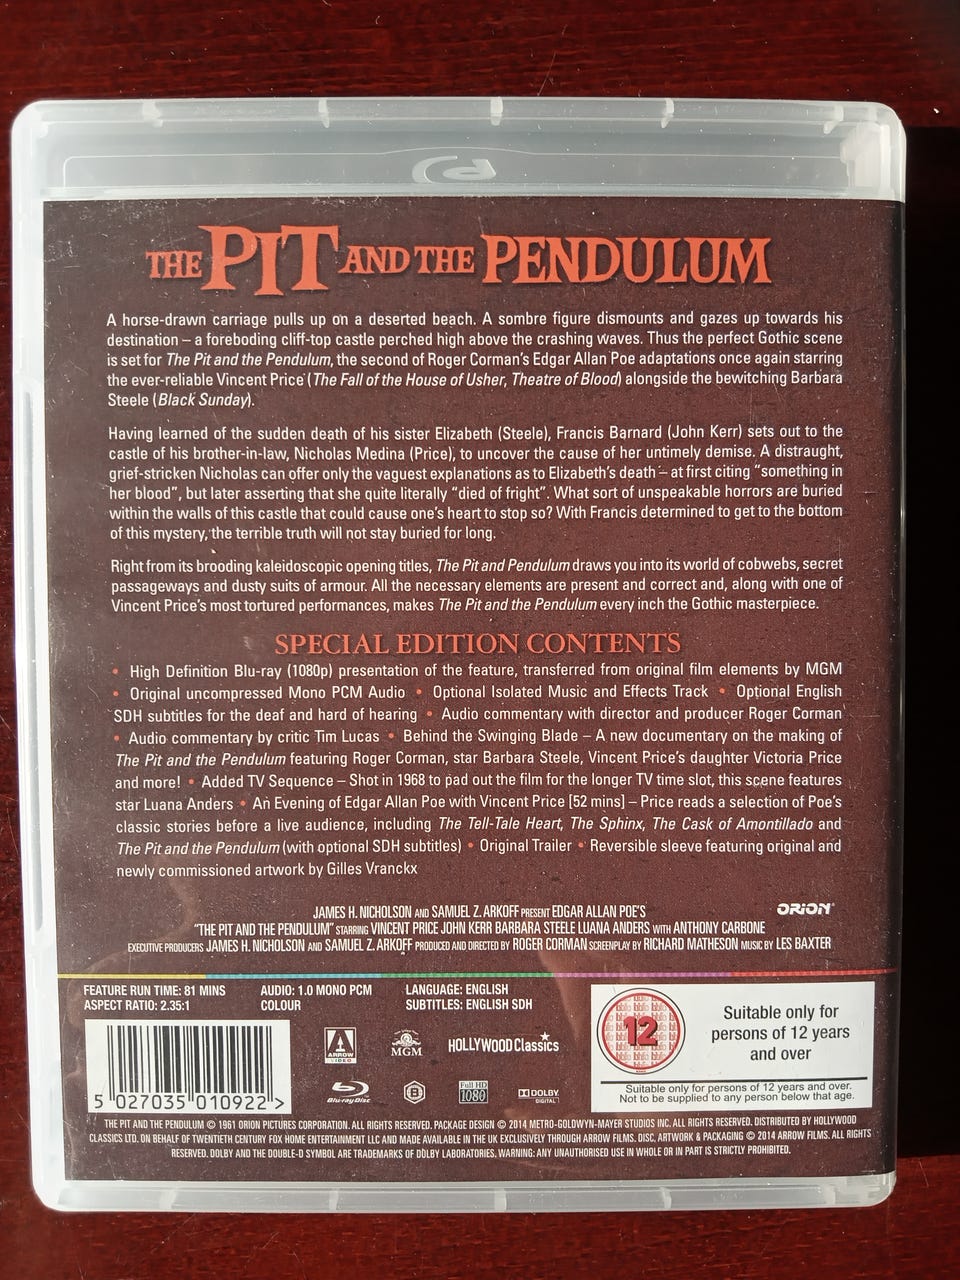 THE PIT AND THE PENDULUM
A horse-drawn carriage pulls up on a deserted beach. A sombre figure dismounts and gazes up towards his
destination – a foreboding cliff-top castle perched high above the crashing waves. Thus the perfect Gothic scene
is set for The Pit and the Pendulum, the second of Roger Corman's Edgar Allan Poe adaptations once again starring
the ever-reliable Vincent Price (The Fall of the House of Usher, Theatre of Blood) alongside the bewitching Barbara
Steele (Black Sunday).
Having learned of the sudden death of his sister Elizabeth (Steele), Francis Barnard (John Kerr) sets out to the
castle of his brother-in-law, Nicholas Medina (Price), to uncover the cause of her untimely demise. A distraught,
grief-stricken Nicholas can offer only the vaguest explanations as to Elizabeth's death – at first citing "something in
her blood", but later asserting that she quite literally "died of fright". What sort of unspeakable horrors are buried
within the walls of this castle that could cause one's heart to stop so? With Francis determined to get to the bottom
of this mystery, the terrible truth will not stay buried for long.
Right from its brooding kaleidoscopic opening titles, The Pit and Pendulum draws you into its world of cobwebs, secret
passageways and dusty suits of armour. All the necessary elements are present and correct and, along with one of
Vincent Price's most tortured performances, makes The Pit and the Pendulum every inch the Gothic masterpiece.
SPECIAL EDITION CONTENTS
• High Definition Blu-ray (1080p) presentation of the feature, transferred from original film elements by MGM
• Original uncompressed Mono PCM Audio • Optional Isolated Music and Effects Track • Optional English
SDH subtitles for the deaf and hard of hearing • Audio commentary with director and producer Roger Corman
• Audio commentary by critic Tim Lucas • Behind the Swinging Blade – A new documentary on the making of
The Pit and the Pendulum featuring Roger Corman, star Barbara Steele, Vincent Price's daughter Victoria Price
and more! • Added TV Sequence – Shot in 1968 to pad out the film for the longer TV time slot, this scene features
star Luana Anders • An Evening of Edgar Allan Poe with Vincent Price [52 mins] – Price reads a selection of Poe's
classic stories before a live audience, including The Tell-Tale Heart, The Sphinx, The Cask of Amontillado and
The Pit and the Pendulum (with optional SDH subtitles) • Original Trailer • Reversible sleeve featuring original and
newly commissioned artwork by Gilles Vranckx
JAMES H. NICHOLSON AND SAMUEL Z. ARKOFF PRESENT EDGAR ALLAN POE'S
ORION
"THE PIT AND THE PENDULUM" STARRING VINCENT PRICE JOHN KERR BARBARA STEELE LUANA ANDERS WITH ANTHONY CARBONE
EXECUTIVE PRODUCERS JAMES H. NICHOLSON AND SAMUEL Z. ARKOFF PRODUCED AND DIRECTED BY ROGER CORMAN SCREENPLAY BY RICHARD MATHESON MUSIC BY LES BAXTER
FEATURE RUN TIME: 81 MINS
ASPECT RATIO: 2.35:1
AUDIO: 1.0 MONO PCM
COLOUR
LANGUAGE: ENGLISH
SUBTITLES: ENGLISH SDH
5 027035 010922 >
ARROW
VIDEO
MGM
HOLLYWOOD Classics
Blu-ray Disc
B
Full HD
1080
DOLBY
DIGITAL
12
Suitable only for
persons of 12 years
and over
Suitable only for persons of 12 years and over.
Not to be supplied to any person below that age.
THE PIT AND THE PENDULUM © 1961 ORION PICTURES CORPORATION. ALL RIGHTS RESERVED. PACKAGE DESIGN © 2014 METRO-GOLDWYN-MAYER STUDIOS INC. ALL RIGHTS RESERVED. DISTRIBUTED BY HOLLYWOOD
CLASSICS LTD. ON BEHALF OF TWENTIETH CENTURY FOX HOME ENTERTAINMENT LLC AND MADE AVAILABLE IN THE UK EXCLUSIVELY THROUGH ARROW FILMS. DISC, ARTWORK & PACKAGING © 2014 ARROW FILMS. ALL RIGHTS
RESERVED. DOLBY AND THE DOUBLE-D SYMBOL ARE TRADEMARKS OF DOLBY LABORATORIES. WARNING: ANY UNAUTHORISED USE IN WHOLE OR IN PART IS STRICTLY PROHIBITED.